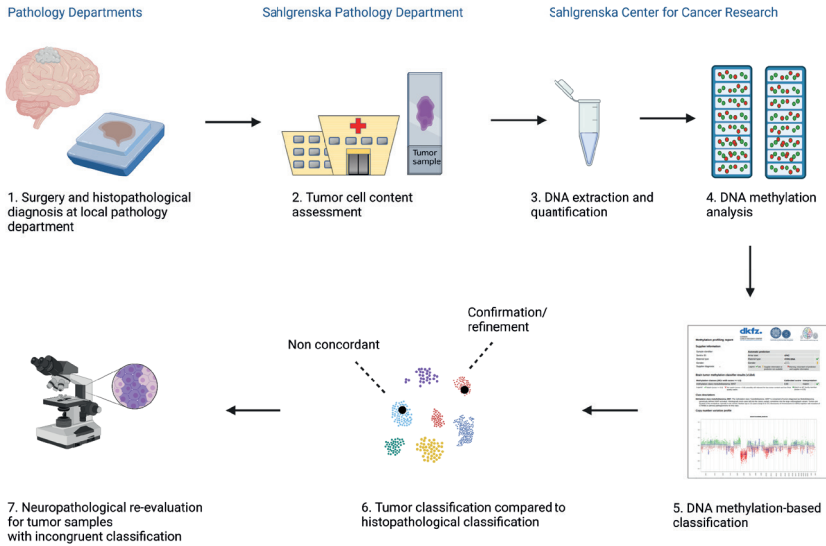 Pathology Departments
Sahlgrenska Pathology Department
Sahlgrenska Center for Cancer Research
Tumor
sample
1. Surgery and histopathological
diagnosis at local pathology
department
2. Tumor cell content
assessment
3. DNA extraction and
quantification
4. DNA methylation
analysis
Confirmation/
refinement
Non concordant
dkfz.
Methylation profiling report
7. Neuropathological re-evaluation
for tumor samples
with incongruent classification
6. Tumor classification compared to
histopathological classification
5. DNA methylation-based
classification